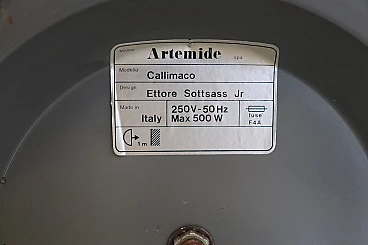 Artemide spa
Modello
Callimaco
Design
Ettore Sottsass Jr
Made in
Italy
250V-50Hz
Max 500 W
fuse
F4A
1m